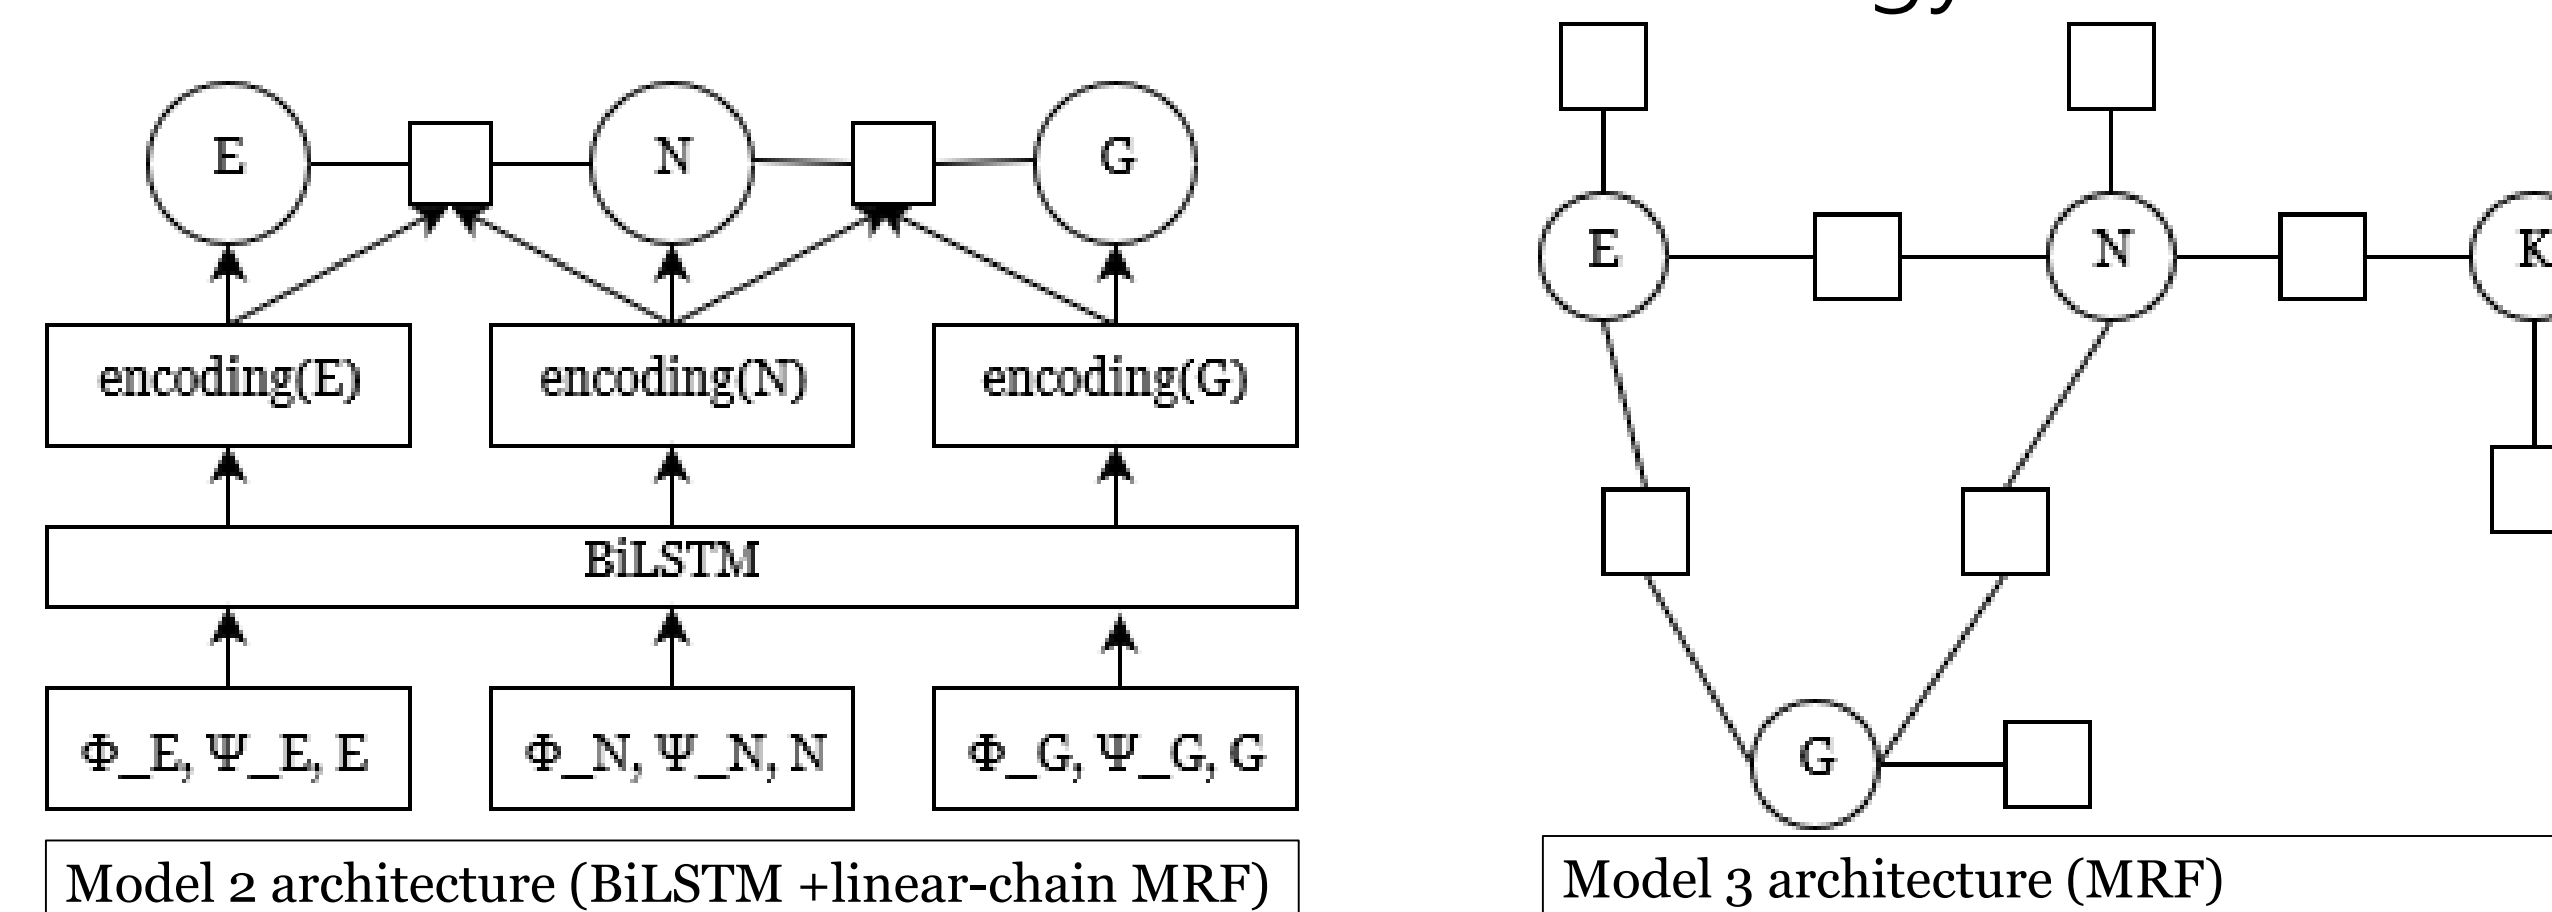 gy
E N G
encoding(E) encoding(N) encoding(G)
BiLSTM
Φ_E, Ψ_E, E Φ_N, Ψ_N, N Φ_G, Ψ_G, G
Model 2 architecture (BiLSTM +linear-chain MRF)
E N K
G
Model 3 architecture (MRF)